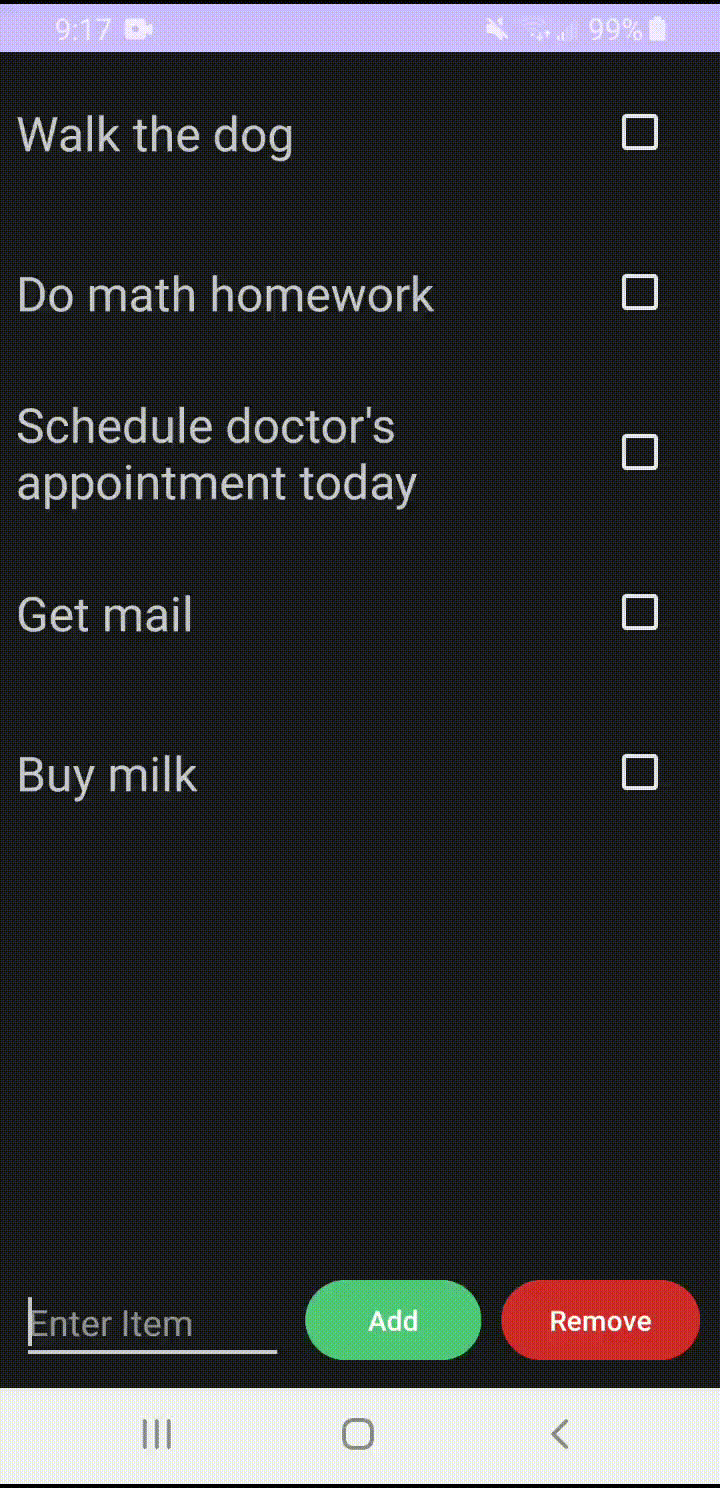 9:17 99%
Walk the dog
Do math homework
Schedule doctor's
appointment today
Get mail
Buy milk
Enter Item Add Remove